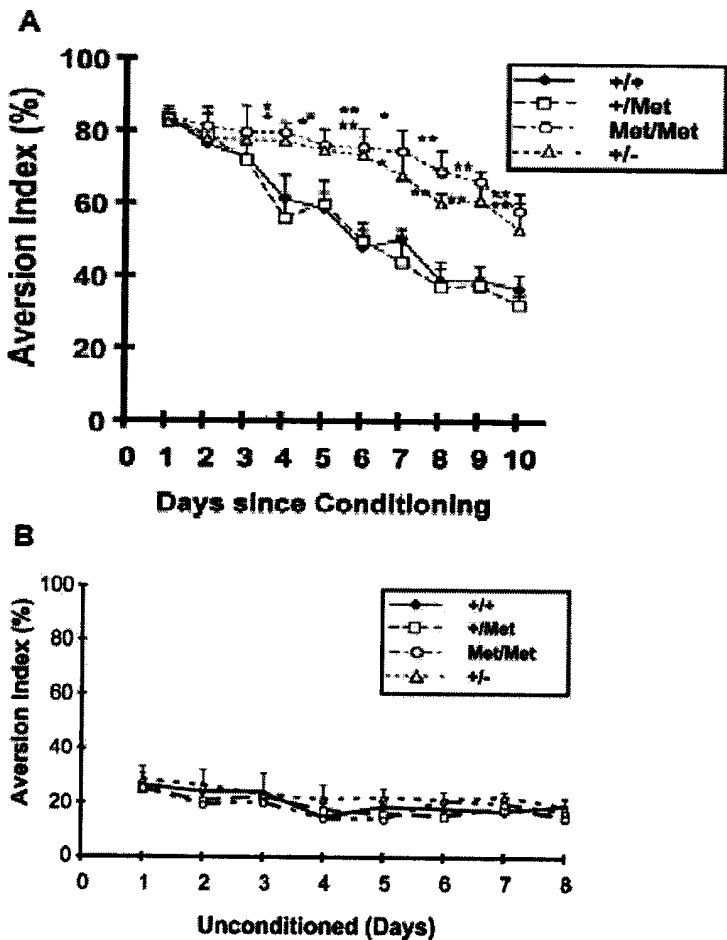 A
100
80
60
40
20
0
Aversion Index (%)
+/+
+/Met
Met/Met
+/-
* * * * ** ** * ** ** ** **
* ** **
0 1 2 3 4 5 6 7 8 9 10
Days since Conditioning
B
100
80
60
40
20
0
Aversion Index (%)
+/+
+/Met
Met/Met
+/-
0 1 2 3 4 5 6 7 8
Unconditioned (Days)